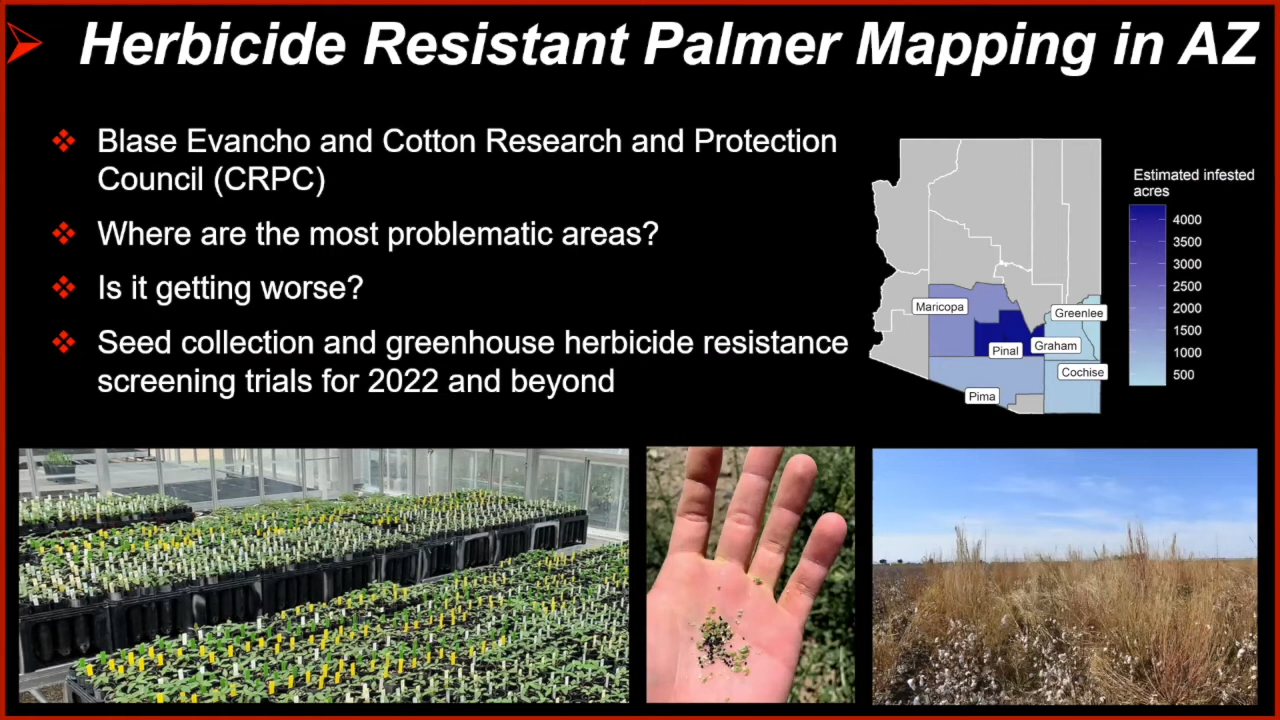 Herbicide Resistant Palmer Mapping in AZ
Blase Evancho and Cotton Research and Protection
Council (CRPC)
Where are the most problematic areas?
Is it getting worse?
Seed collection and greenhouse herbicide resistance
screening trials for 2022 and beyond
Estimated infested
acres
4000
3500
3000
2500
2000
1500
1000
500
Maricopa
Greenlee
Pinal
Graham
Cochise
Pima